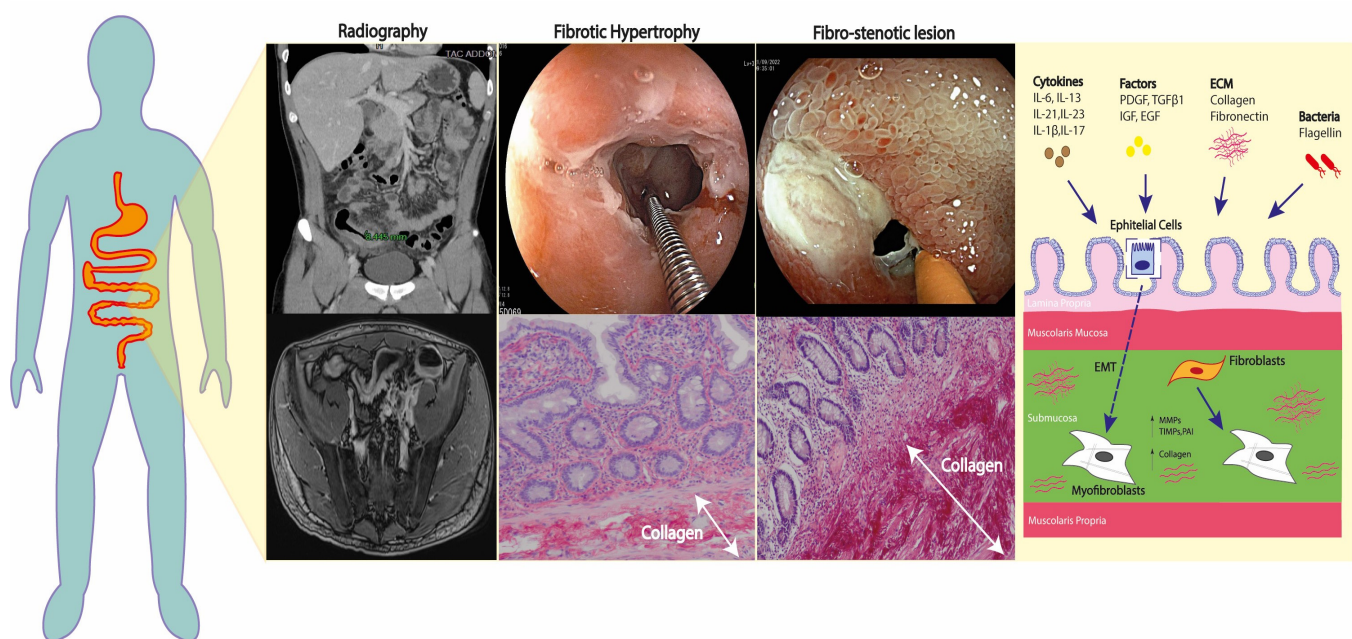 Radiography
Fibrotic Hypertrophy
Fibro-stenotic lesion
TAC ADDO
Collagen
Collagen
Cytokines
IL-6, IL-13
IL-21,IL-23
IL-1β,IL-17
Factors
PDGF, TGFβ1
IGF, EGF
ECM
Collagen
Fibronectin
Bacteria
Flagellin
Ephitelial Cells
Lamina Propria
Muscolaris Mucosa
EMT
Fibroblasts
Submucosa
MMPs
TIMPs,PAI
Collagen
Myofibroblasts
Muscolaris Propria